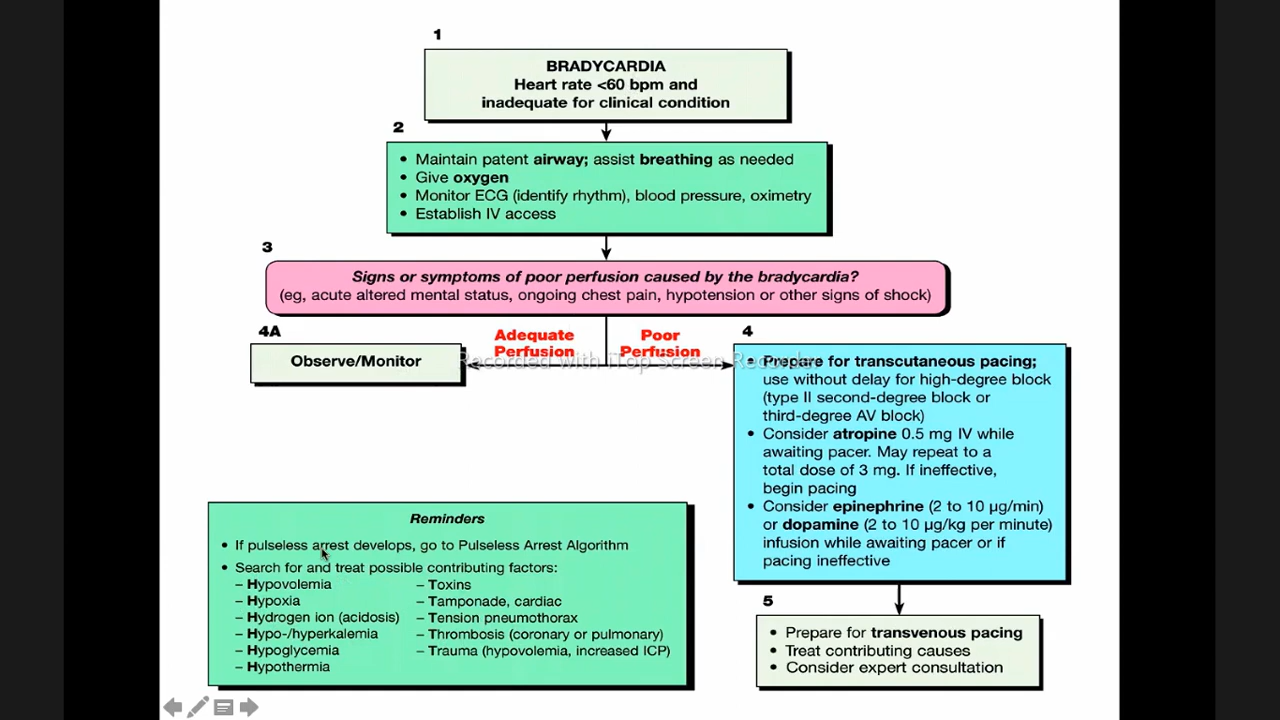 1
BRADYCARDIA
Heart rate <60 bpm and
inadequate for clinical condition
2
• Maintain patent airway; assist breathing as needed
• Give oxygen
• Monitor ECG (identify rhythm), blood pressure, oximetry
• Establish IV access
3
Signs or symptoms of poor perfusion caused by the bradycardia?
(eg, acute altered mental status, ongoing chest pain, hypotension or other signs of shock)
4A
Observe/Monitor
Adequate
Perfusion
Poor
Perfusion
Recorded with iTop Screen Recorder
4
• Prepare for transcutaneous pacing;
use without delay for high-degree block
(type II second-degree block or
third-degree AV block)
• Consider atropine 0.5 mg IV while
awaiting pacer. May repeat to a
total dose of 3 mg. If ineffective,
begin pacing
• Consider epinephrine (2 to 10 µg/min)
or dopamine (2 to 10 µg/kg per minute)
infusion while awaiting pacer or if
pacing ineffective
Reminders
• If pulseless arrest develops, go to Pulseless Arrest Algorithm
• Search for and treat possible contributing factors:
– Hypovolemia
– Hypoxia
– Hydrogen ion (acidosis)
– Hypo-/hyperkalemia
– Hypoglycemia
– Hypothermia
– Toxins
– Tamponade, cardiac
– Tension pneumothorax
– Thrombosis (coronary or pulmonary)
– Trauma (hypovolemia, increased ICP)
5
• Prepare for transvenous pacing
• Treat contributing causes
• Consider expert consultation